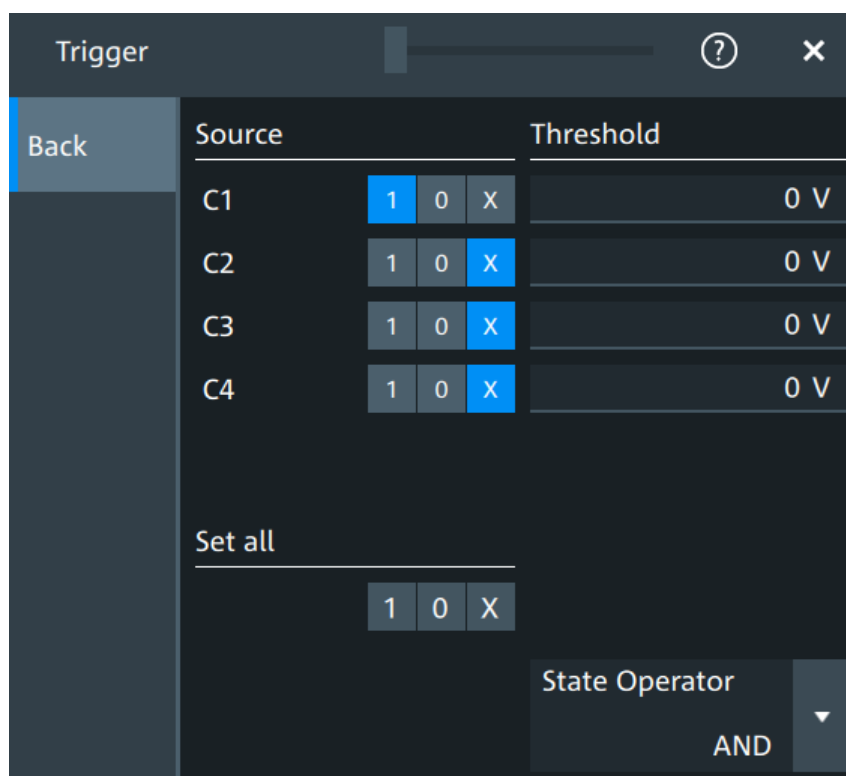 Trigger ? ×
Back
Source Threshold
C1 1 0 X 0 V
C2 1 0 X 0 V
C3 1 0 X 0 V
C4 1 0 X 0 V
Set all
1 0 X
State Operator
AND